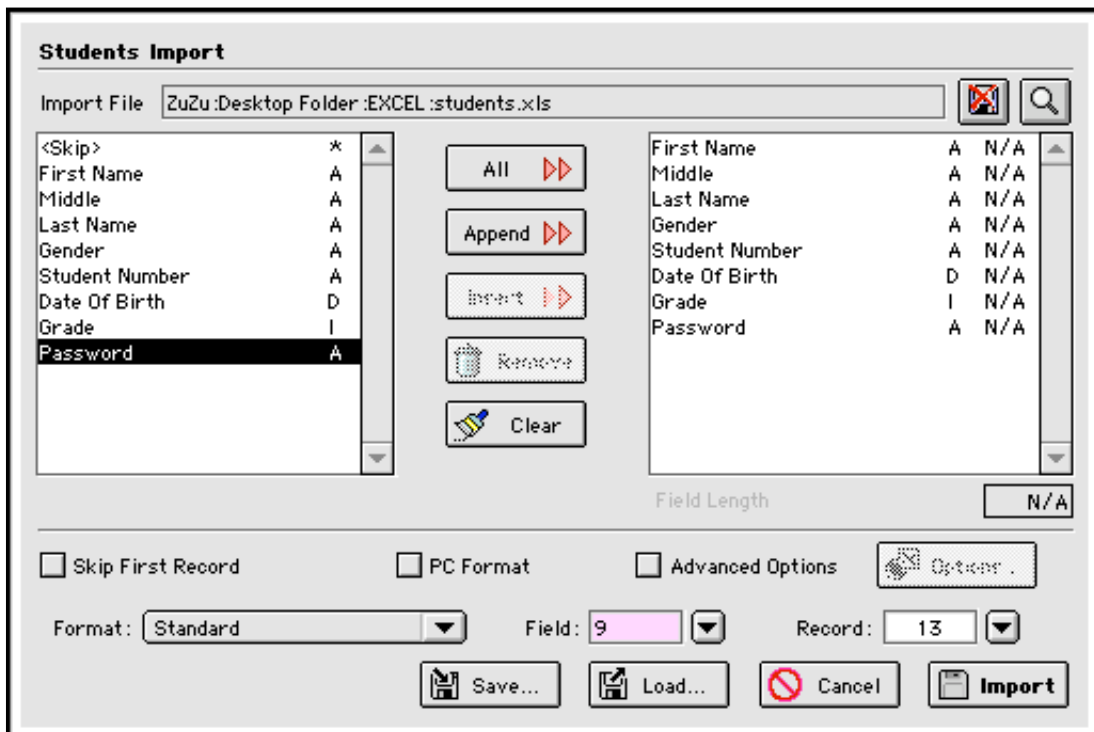 Students Import
Import File ZuZu:Desktop Folder:EXCEL:students.xls
<Skip> *
First Name A
Middle A
Last Name A
Gender A
Student Number A
Date Of Birth D
Grade I
Password A
All
Append
Insert
Remove
Clear
First Name A N/A
Middle A N/A
Last Name A N/A
Gender A N/A
Student Number A N/A
Date Of Birth D N/A
Grade I N/A
Password A N/A
Field Length N/A
Skip First Record PC Format Advanced Options Options...
Format: Standard Field: 9 Record: 13
Save... Load... Cancel Import